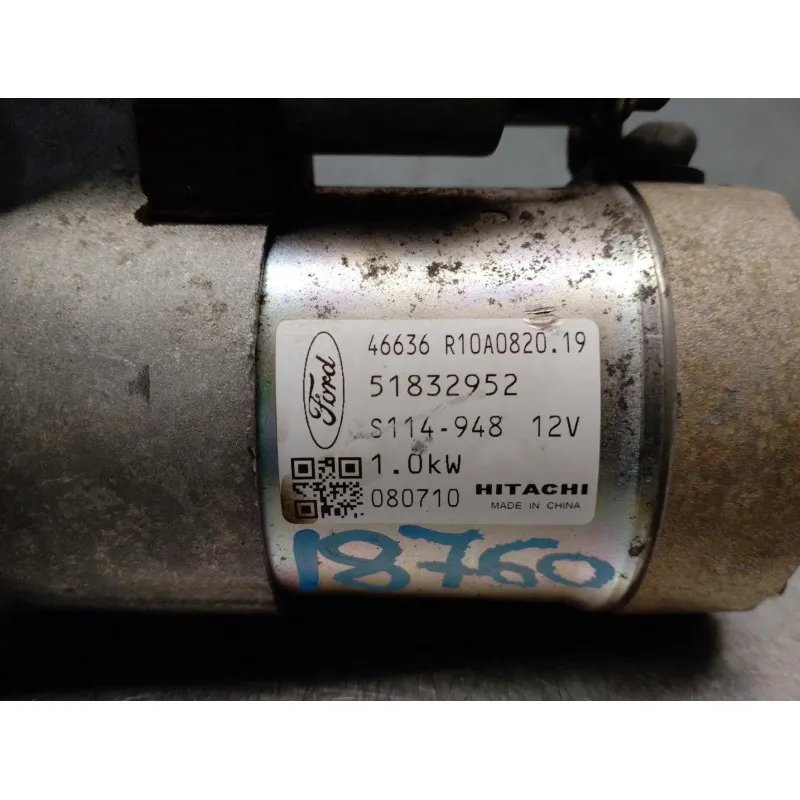 Ford
46636 R10A0820.19
51832952
S114-948 12V
1.0kW
080710 HITACHI
MADE IN CHINA
18760